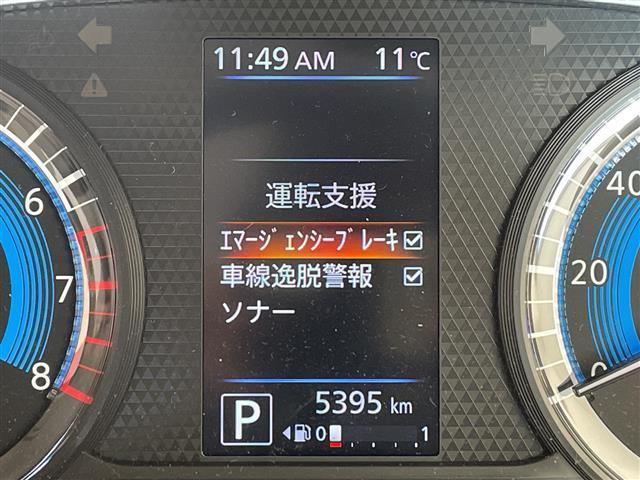 11:49 AM 11℃
運転支援
ｴﾏｰｼﾞｪﾝｼｰﾌﾞﾚｰｷ
車線逸脱警報
ソナー
P 5395 km
0 1
6
7
8
40
20
0